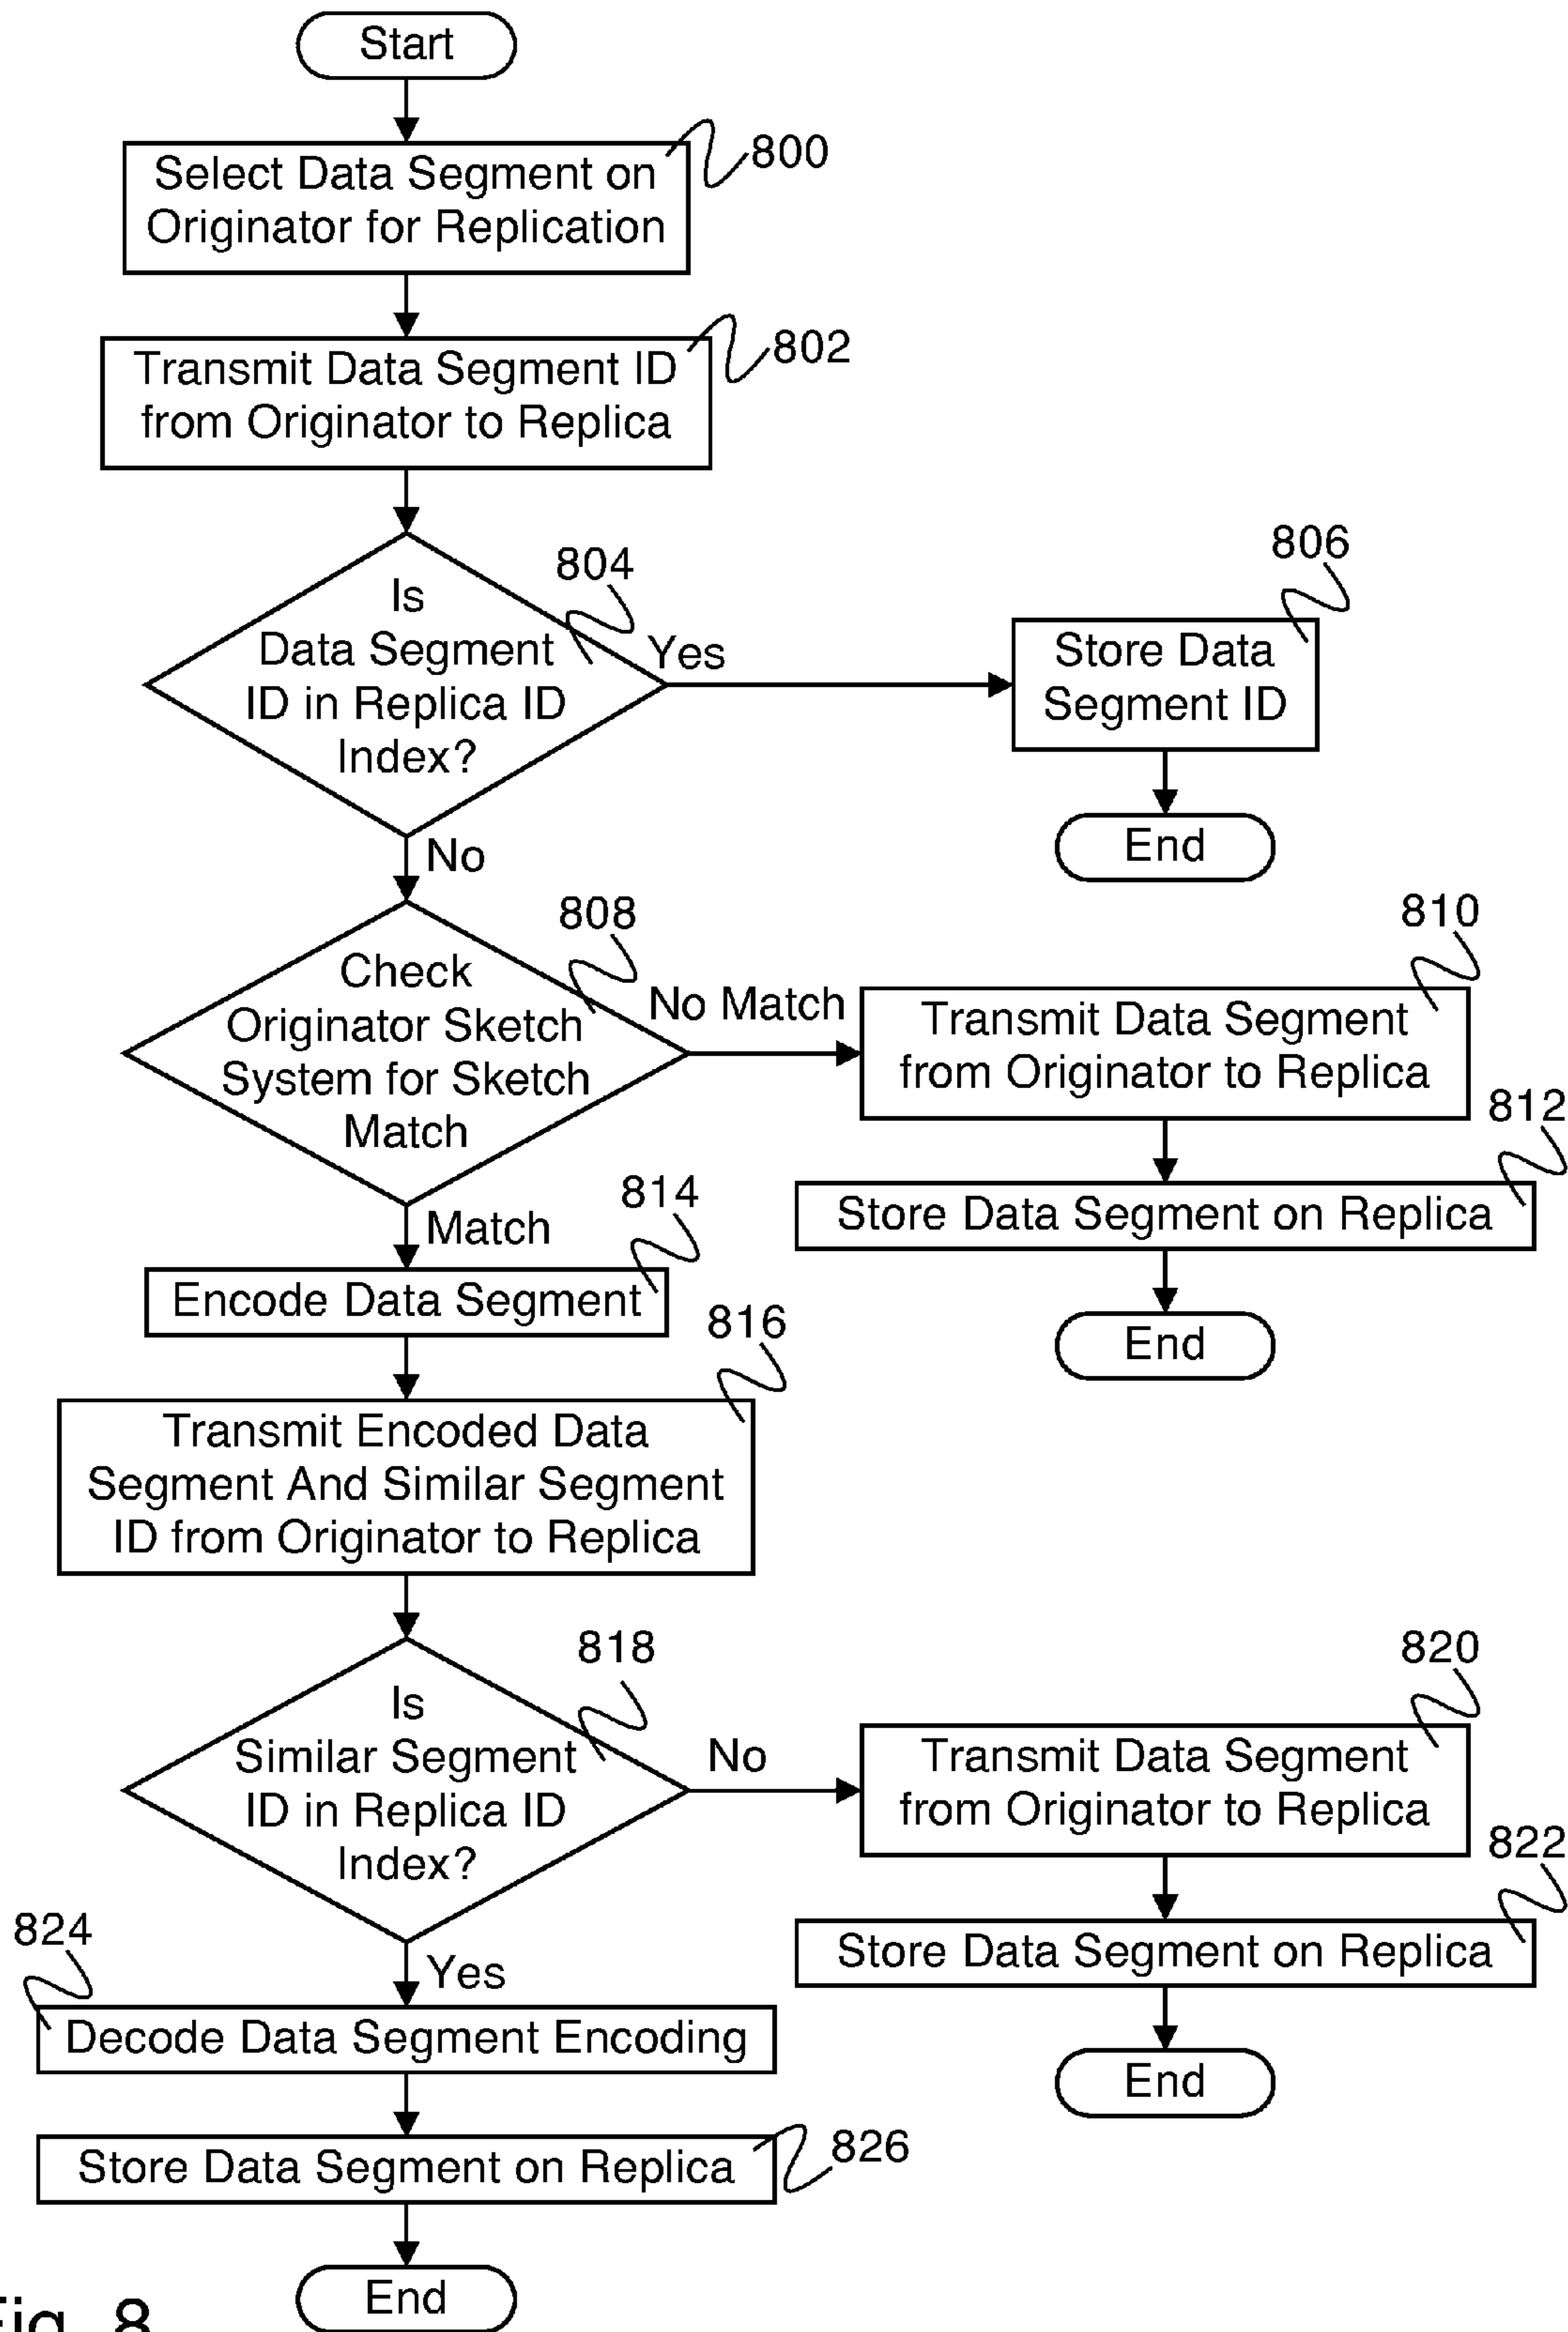 Start
Select Data Segment on
Originator for Replication
800
Transmit Data Segment ID
from Originator to Replica
802
Is
Data Segment
ID in Replica ID
Index?
804
Yes
806
Store Data
Segment ID
End
No
Check
Originator Sketch
System for Sketch
Match
808
No Match
810
Transmit Data Segment
from Originator to Replica
812
Store Data Segment on Replica
End
Match
814
Encode Data Segment
816
Transmit Encoded Data
Segment And Similar Segment
ID from Originator to Replica
Is
Similar Segment
ID in Replica ID
Index?
818
No
820
Transmit Data Segment
from Originator to Replica
822
Store Data Segment on Replica
End
Yes
824
Decode Data Segment Encoding
Store Data Segment on Replica
826
End
Fig. 8